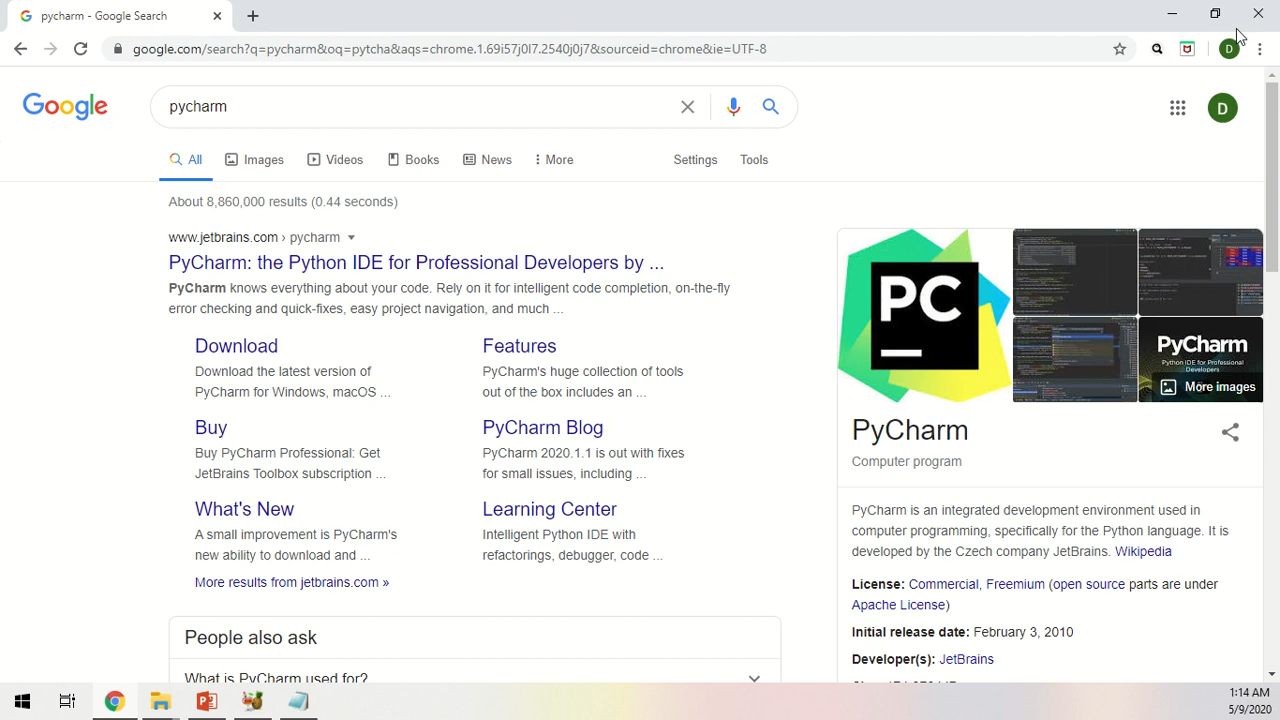 pycharm - Google Search
google.com/search?q=pycharm&oq=pytcha&aqs=chrome.1.69i57j0l7.2540j0j7&sourceid=chrome&ie=UTF-8
D
Google
pycharm
D
All
Images
Videos
Books
News
More
Settings
Tools
About 8,860,000 results (0.44 seconds)
www.jetbrains.com › pycharm
PyCharm: the Python IDE for Professional Developers by ...
PyCharm knows everything about your code. Rely on it for intelligent code completion, on-the-fly
error checking and quick-fixes, easy project navigation, and much ...
Download
Download the latest version of
PyCharm for Windows, macOS ...
Features
PyCharm's huge collection of tools
out of the box includes an ...
Buy
Buy PyCharm Professional: Get
JetBrains Toolbox subscription ...
PyCharm Blog
PyCharm 2020.1.1 is out with fixes
for small issues, including ...
What's New
A small improvement is PyCharm's
new ability to download and ...
Learning Center
Intelligent Python IDE with
refactorings, debugger, code ...
More results from jetbrains.com »
People also ask
What is PyCharm used for?
PC
PyCharm
Python IDE for Professional
Developers
More images
PyCharm
Computer program
PyCharm is an integrated development environment used in
computer programming, specifically for the Python language. It is
developed by the Czech company JetBrains. Wikipedia
License: Commercial, Freemium (open source parts are under
Apache License)
Initial release date: February 3, 2010
Developer(s): JetBrains
1:14 AM
5/9/2020